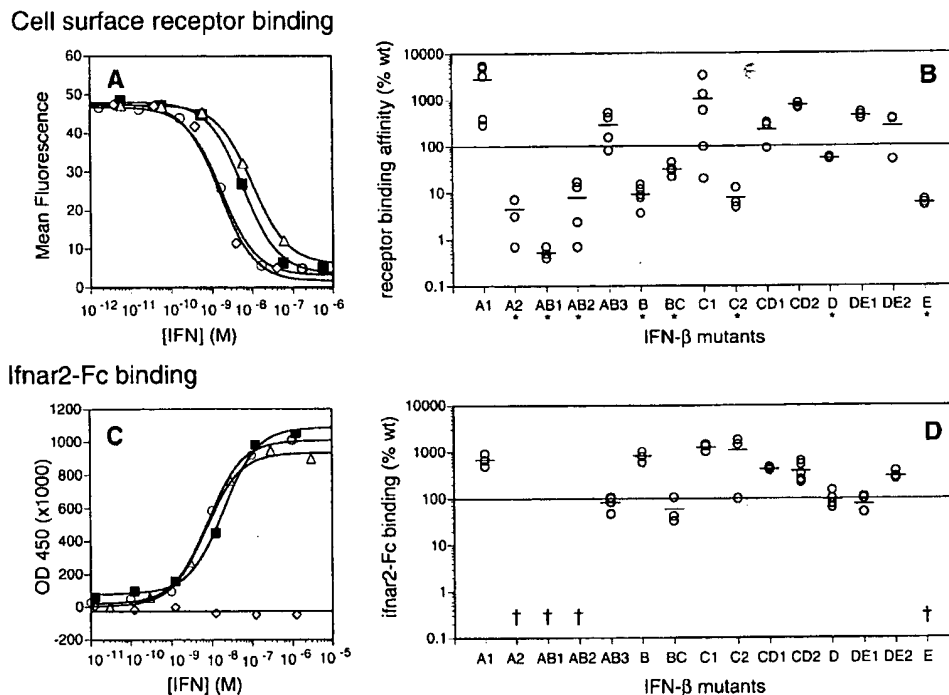 Cell surface receptor binding
A
60
50
40
30
20
10
0
Mean Fluorescence
10-12 10-11 10-10 10-9 10-8 10-7 10-6
[IFN] (M)
B
10000
1000
100
10
1
0.1
receptor binding affinity (% wt)
A1 A2 AB1 AB2 AB3 B BC C1 C2 CD1 CD2 D DE1 DE2 E
* * * * * * * *
IFN-β mutants
Ifnar2-Fc binding
C
1200
1000
800
600
400
200
0
-200
OD 450 (x1000)
10-11 10-10 10-9 10-8 10-7 10-6 10-5
[IFN] (M)
D
10000
1000
100
10
1
0.1
ifnar2-Fc binding (% wt)
† † † †
A1 A2 AB1 AB2 AB3 B BC C1 C2 CD1 CD2 D DE1 DE2 E
IFN-β mutants